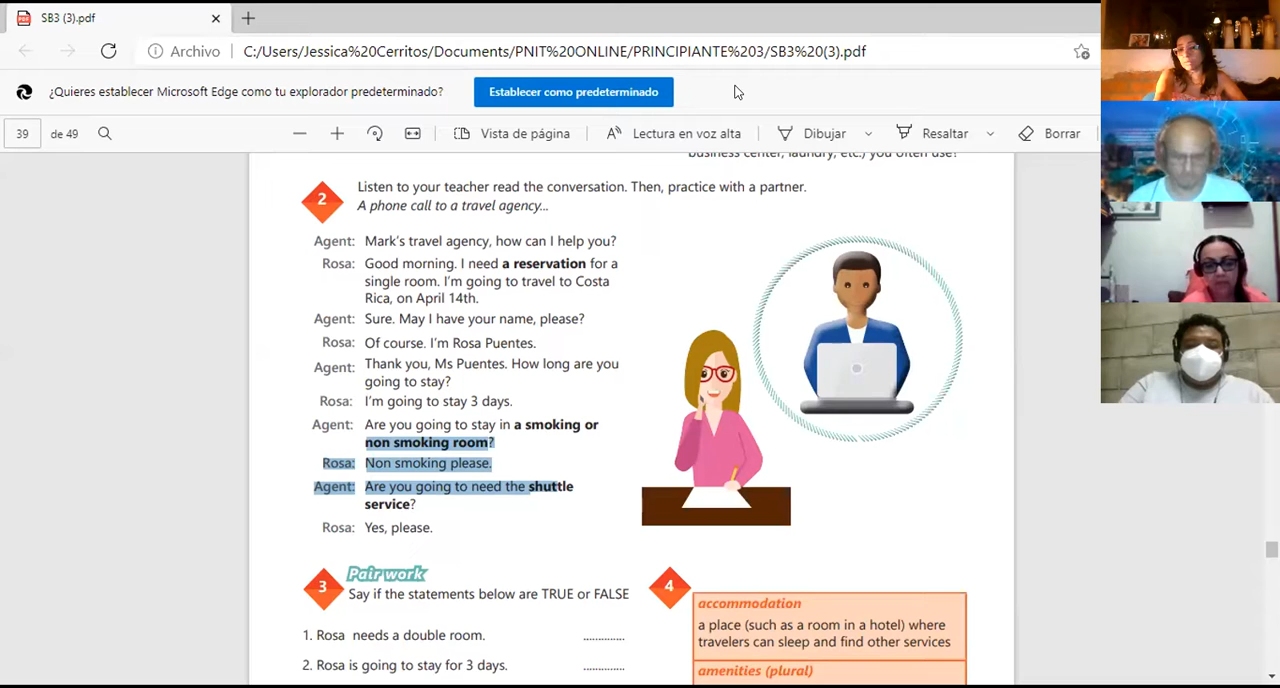 SB3 (3).pdf
Archivo
C:/Users/Jessica%20Cerritos/Documents/PNIT%20ONLINE/PRINCIPIANTE%203/SB3%20(3).pdf
¿Quieres establecer Microsoft Edge como tu explorador predeterminado?
Establecer como predeterminado
39 de 49
Vista de página
Lectura en voz alta
Dibujar
Resaltar
Borrar
business center, laundry, etc.) you often use?
2
Listen to your teacher read the conversation. Then, practice with a partner.
A phone call to a travel agency...
Agent: Mark's travel agency, how can I help you?
Rosa: Good morning. I need a reservation for a
single room. I'm going to travel to Costa
Rica, on April 14th.
Agent: Sure. May I have your name, please?
Rosa: Of course. I'm Rosa Puentes.
Agent: Thank you, Ms Puentes. How long are you
going to stay?
Rosa: I'm going to stay 3 days.
Agent: Are you going to stay in a smoking or
non smoking room?
Rosa: Non smoking please.
Agent: Are you going to need the shuttle
service?
Rosa: Yes, please.
3
Pair work
Say if the statements below are TRUE or FALSE
1. Rosa needs a double room. .............
2. Rosa is going to stay for 3 days. .............
4
accommodation
a place (such as a room in a hotel) where
travelers can sleep and find other services
amenities (plural)